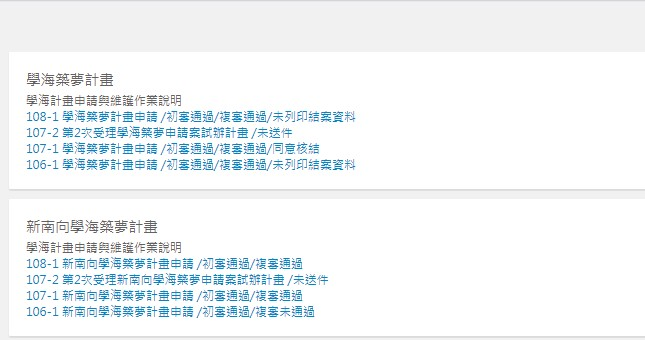 學海築夢計畫
學海計畫申請與維護作業說明
108-1 學海築夢計畫申請 /初審通過/複審通過/未列印結案資料
107-2 第2次受理學海築夢申請案試辦計畫 /未送件
107-1 學海築夢計畫申請 /初審通過/複審通過/同意核結
106-1 學海築夢計畫申請 /初審通過/複審通過/未列印結案資料
新南向學海築夢計畫
學海計畫申請與維護作業說明
108-1 新南向學海築夢計畫申請 /初審通過/複審通過
107-2 第2次受理新南向學海築夢申請案試辦計畫 /未送件
107-1 新南向學海築夢計畫申請 /初審通過/複審通過
106-1 新南向學海築夢計畫申請 /初審通過/複審未通過